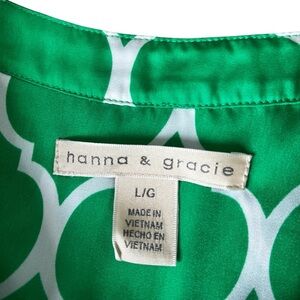 hanna & gracie
L/G
MADE IN
VIETNAM
HECHO EN
VIETNAM